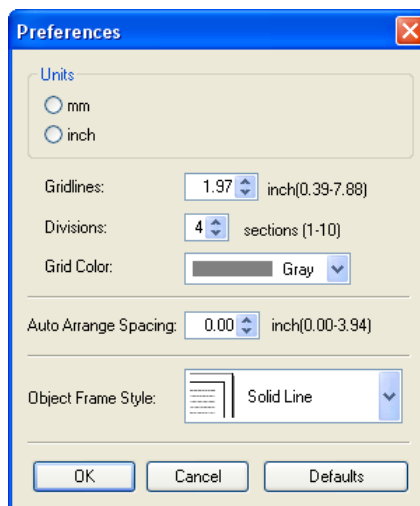 Preferences
Units
mm
inch
Gridlines: 1.97 inch(0.39-7.88)
Divisions: 4 sections (1-10)
Grid Color: Gray
Auto Arrange Spacing: 0.00 inch(0.00-3.94)
Object Frame Style: Solid Line
OK Cancel Defaults